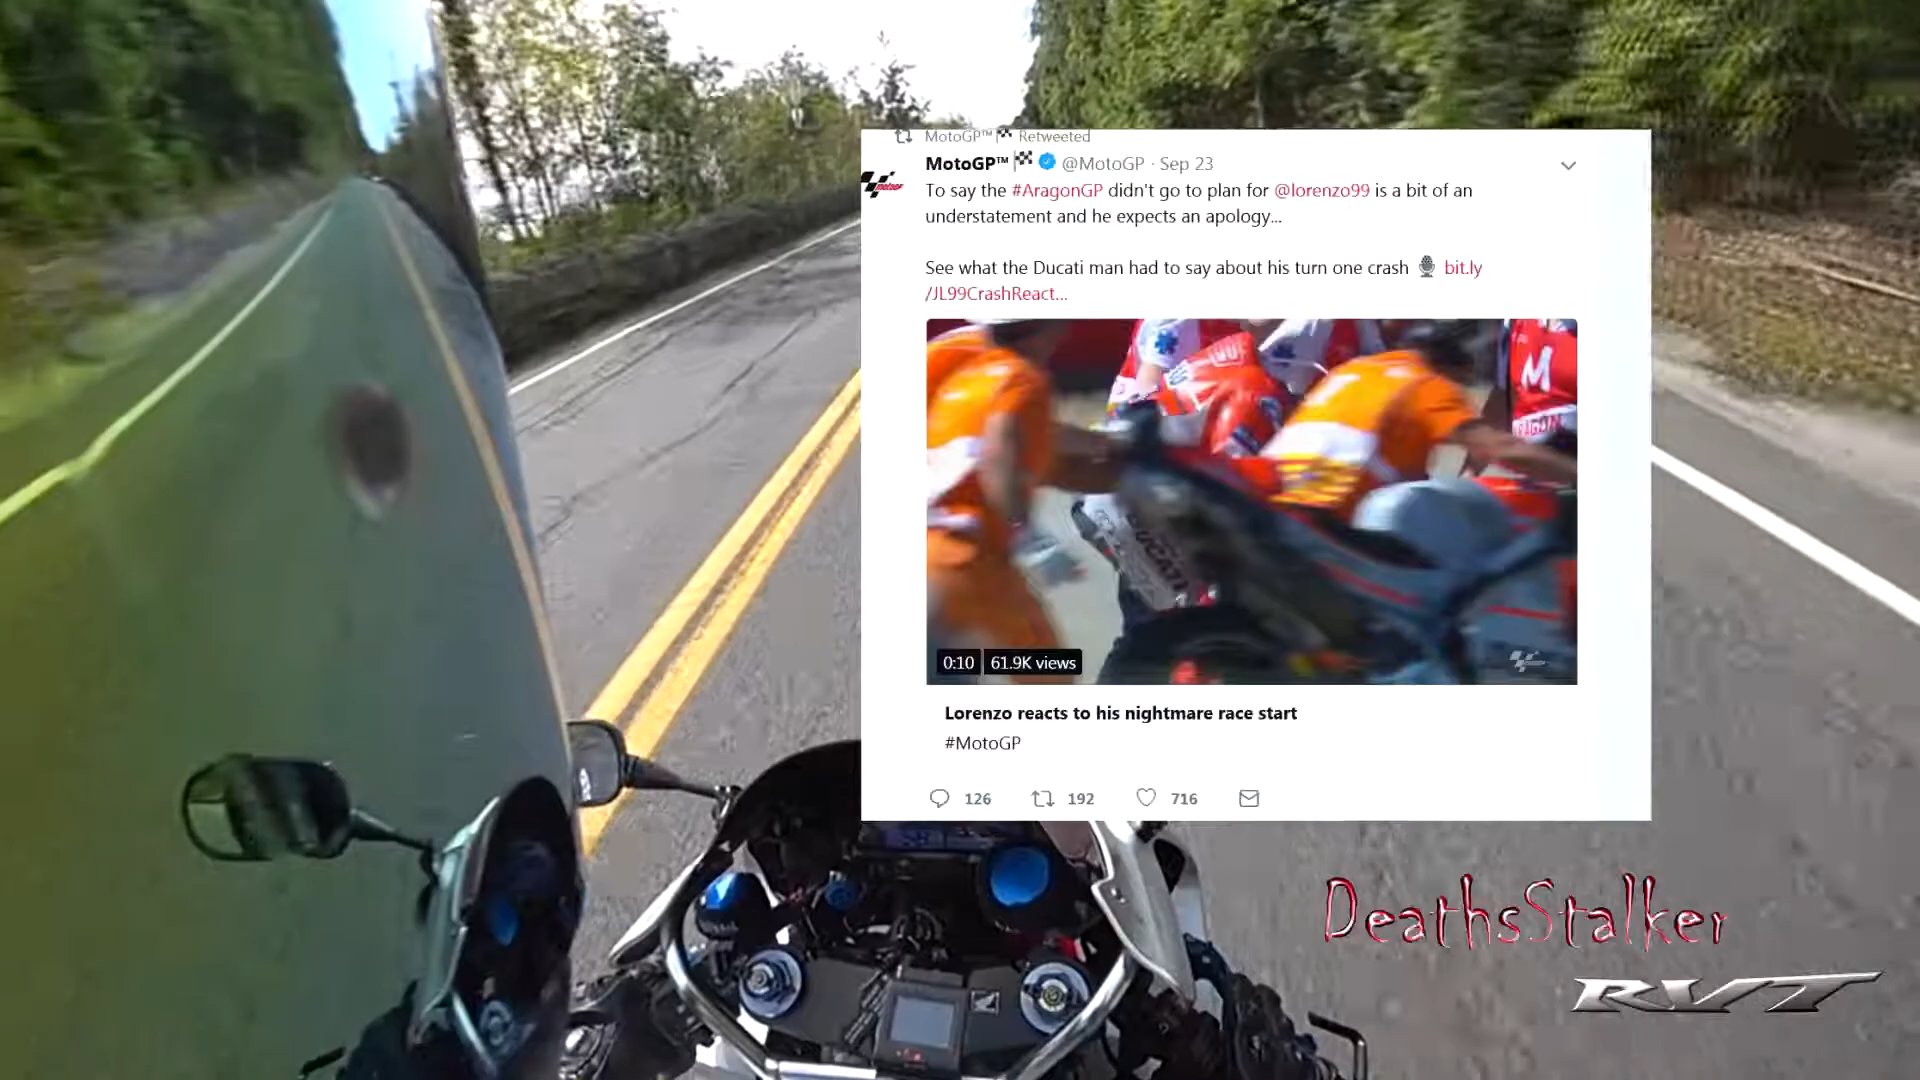 MotoGP™ Retweeted
MotoGP™ @MotoGP · Sep 23
To say the #AragonGP didn't go to plan for @lorenzo99 is a bit of an
understatement and he expects an apology...
See what the Ducati man had to say about his turn one crash bit.ly
/JL99CrashReact...
M
ARAGON
DUCATI
0:10 61.9K views
Lorenzo reacts to his nightmare race start
#MotoGP
126 192 716
DeathsStalker
RVT